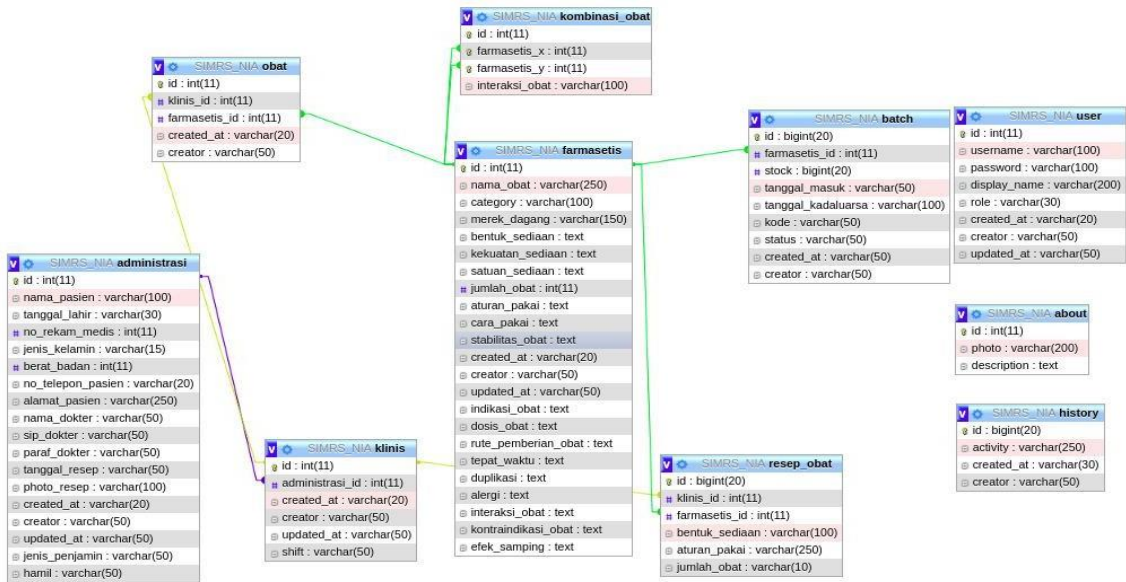 SIMRS_NIA kombinasi_obat
id : int(11)
farmasetis_x : int(11)
farmasetis_y : int(11)
interaksi_obat : varchar(100)
SIMRS_NIA obat
id : int(11)
klinis_id : int(11)
farmasetis_id : int(11)
created_at : varchar(20)
creator : varchar(50)
SIMRS_NIA farmasetis
id : int(11)
nama_obat : varchar(250)
category : varchar(100)
merek_dagang : varchar(150)
bentuk_sediaan : text
kekuatan_sediaan : text
satuan_sediaan : text
jumlah_obat : int(11)
aturan_pakai : text
cara_pakai : text
stabilitas_obat : text
created_at : varchar(20)
creator : varchar(50)
updated_at : varchar(50)
indikasi_obat : text
dosis_obat : text
rute_pemberian_obat : text
tepat_waktu : text
duplikasi : text
alergi : text
interaksi_obat : text
kontraindikasi_obat : text
efek_samping : text
SIMRS_NIA batch
id : bigint(20)
farmasetis_id : int(11)
stock : bigint(20)
tanggal_masuk : varchar(50)
tanggal_kadaluarsa : varchar(100)
kode : varchar(50)
status : varchar(50)
created_at : varchar(50)
creator : varchar(50)
SIMRS_NIA user
id : int(11)
username : varchar(100)
password : varchar(100)
display_name : varchar(200)
role : varchar(30)
created_at : varchar(20)
creator : varchar(50)
updated_at : varchar(50)
SIMRS_NIA administrasi
id : int(11)
nama_pasien : varchar(100)
tanggal_lahir : varchar(30)
no_rekam_medis : int(11)
jenis_kelamin : varchar(15)
berat_badan : int(11)
no_telepon_pasien : varchar(20)
alamat_pasien : varchar(250)
nama_dokter : varchar(50)
sip_dokter : varchar(50)
paraf_dokter : varchar(50)
tanggal_resep : varchar(50)
photo_resep : varchar(100)
created_at : varchar(20)
creator : varchar(50)
updated_at : varchar(50)
jenis_penjamin : varchar(50)
hamil : varchar(50)
SIMRS_NIA klinis
id : int(11)
administrasi_id : int(11)
created_at : varchar(20)
creator : varchar(50)
updated_at : varchar(50)
shift : varchar(50)
SIMRS_NIA resep_obat
id : bigint(20)
klinis_id : int(11)
farmasetis_id : int(11)
bentuk_sediaan : varchar(100)
aturan_pakai : varchar(250)
jumlah_obat : varchar(10)
SIMRS_NIA about
id : int(11)
photo : varchar(200)
description : text
SIMRS_NIA history
id : bigint(20)
activity : varchar(250)
created_at : varchar(30)
creator : varchar(50)